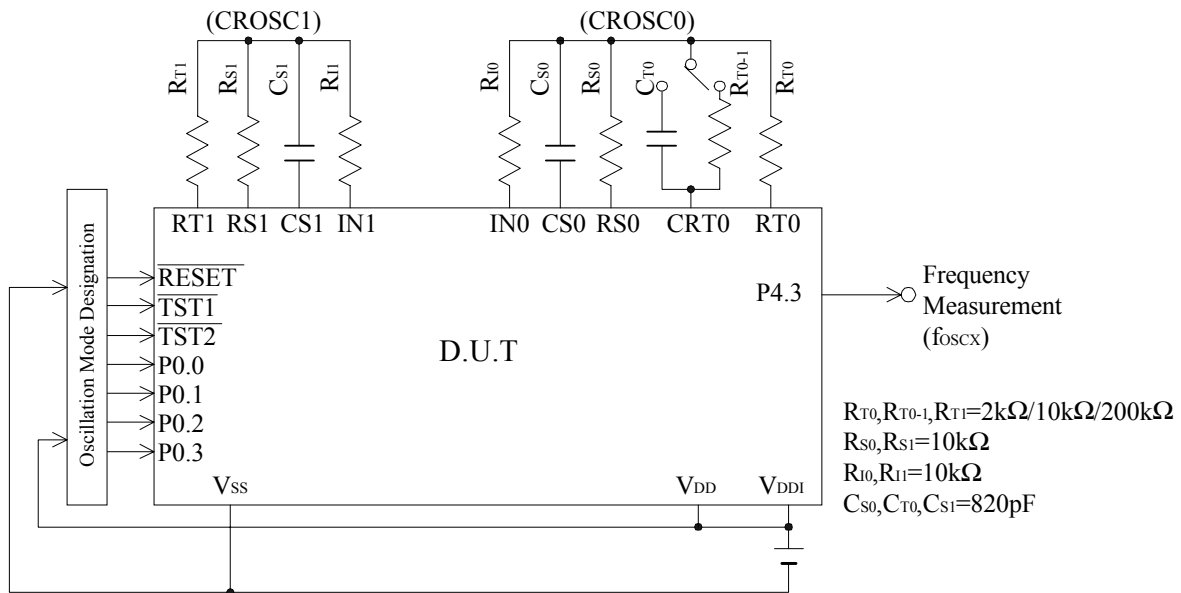 (CROSC1)
(CROSC0)
RT1
RS1
CS1
RI1
RI0
CS0
RS0
CT0
RT0-1
RT0
RT1 RS1 CS1 IN1
IN0 CS0 RS0 CRT0 RT0
Oscillation Mode Designation
RESET
TST1
TST2
P0.0
P0.1
P0.2
P0.3
D.U.T
P4.3
Frequency
Measurement
(fOSCX)
VSS
VDD
VDDI
RT0,RT0-1,RT1=2kΩ/10kΩ/200kΩ
RS0,RS1=10kΩ
RI0,RI1=10kΩ
CS0,CT0,CS1=820pF